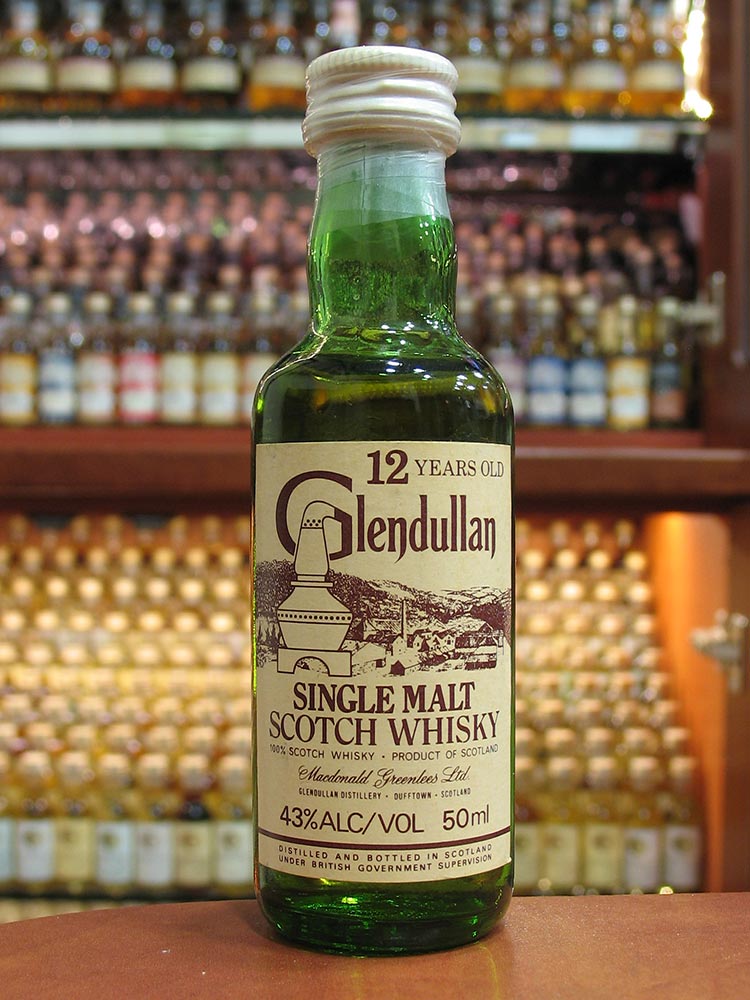 12 YEARS OLD
Glendullan
SINGLE MALT
SCOTCH WHISKY
100% SCOTCH WHISKY • PRODUCT OF SCOTLAND
Macdonald Greenlees Ltd.
GLENDULLAN DISTILLERY • DUFFTOWN • SCOTLAND
43%ALC/VOL 50ml
DISTILLED AND BOTTLED IN SCOTLAND
UNDER BRITISH GOVERNMENT SUPERVISION